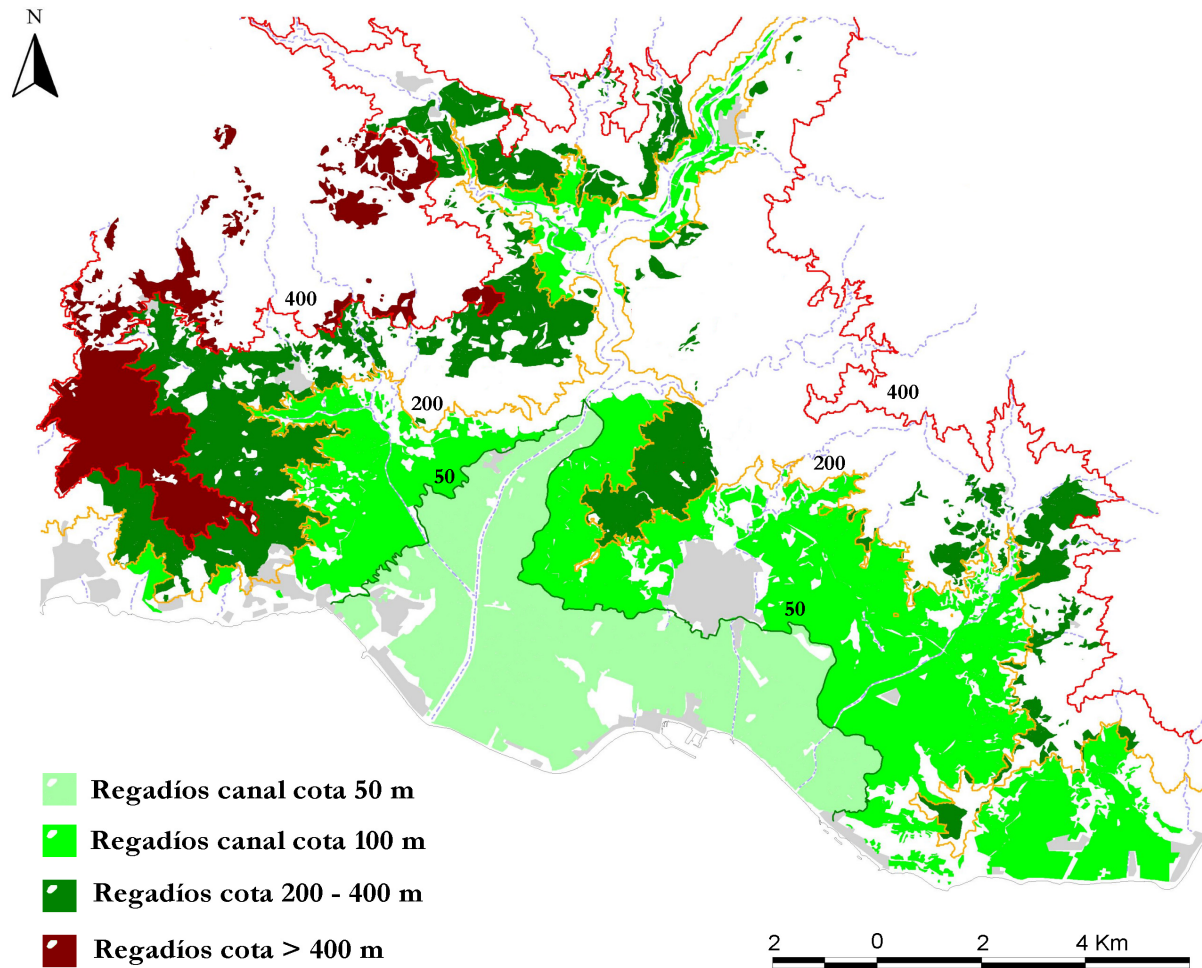 N
400
200
50
400
200
50
Regadíos canal cota 50 m
Regadíos canal cota 100 m
Regadíos cota 200 - 400 m
Regadíos cota > 400 m
2 0 2 4 Km